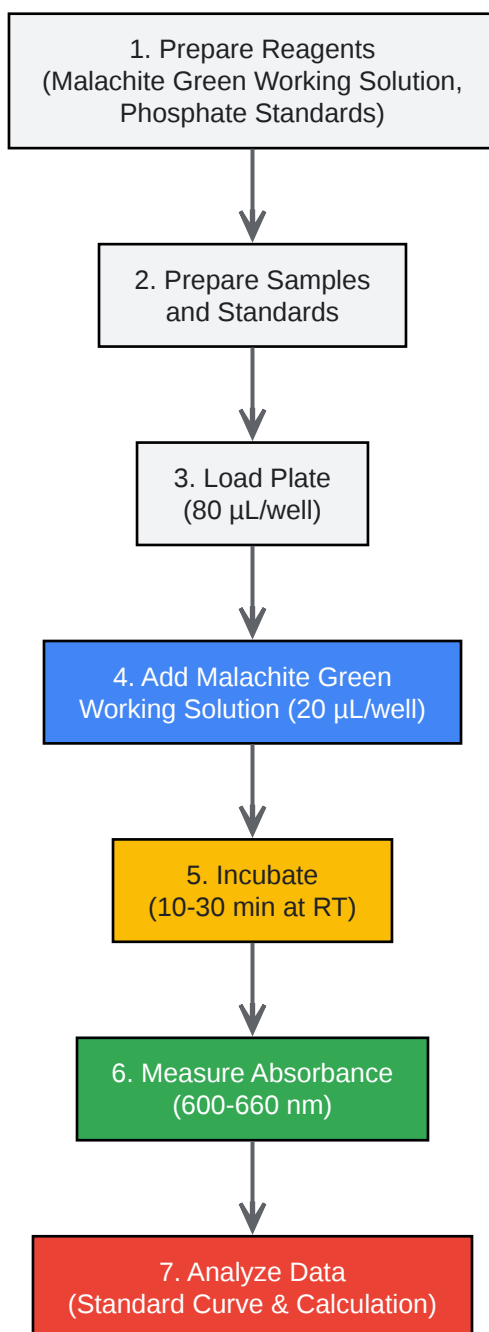 1. Prepare Reagents
(Malachite Green Working Solution,
Phosphate Standards)
2. Prepare Samples
and Standards
3. Load Plate
(80 µL/well)
4. Add Malachite Green
Working Solution (20 µL/well)
5. Incubate
(10-30 min at RT)
6. Measure Absorbance
(600-660 nm)
7. Analyze Data
(Standard Curve & Calculation)